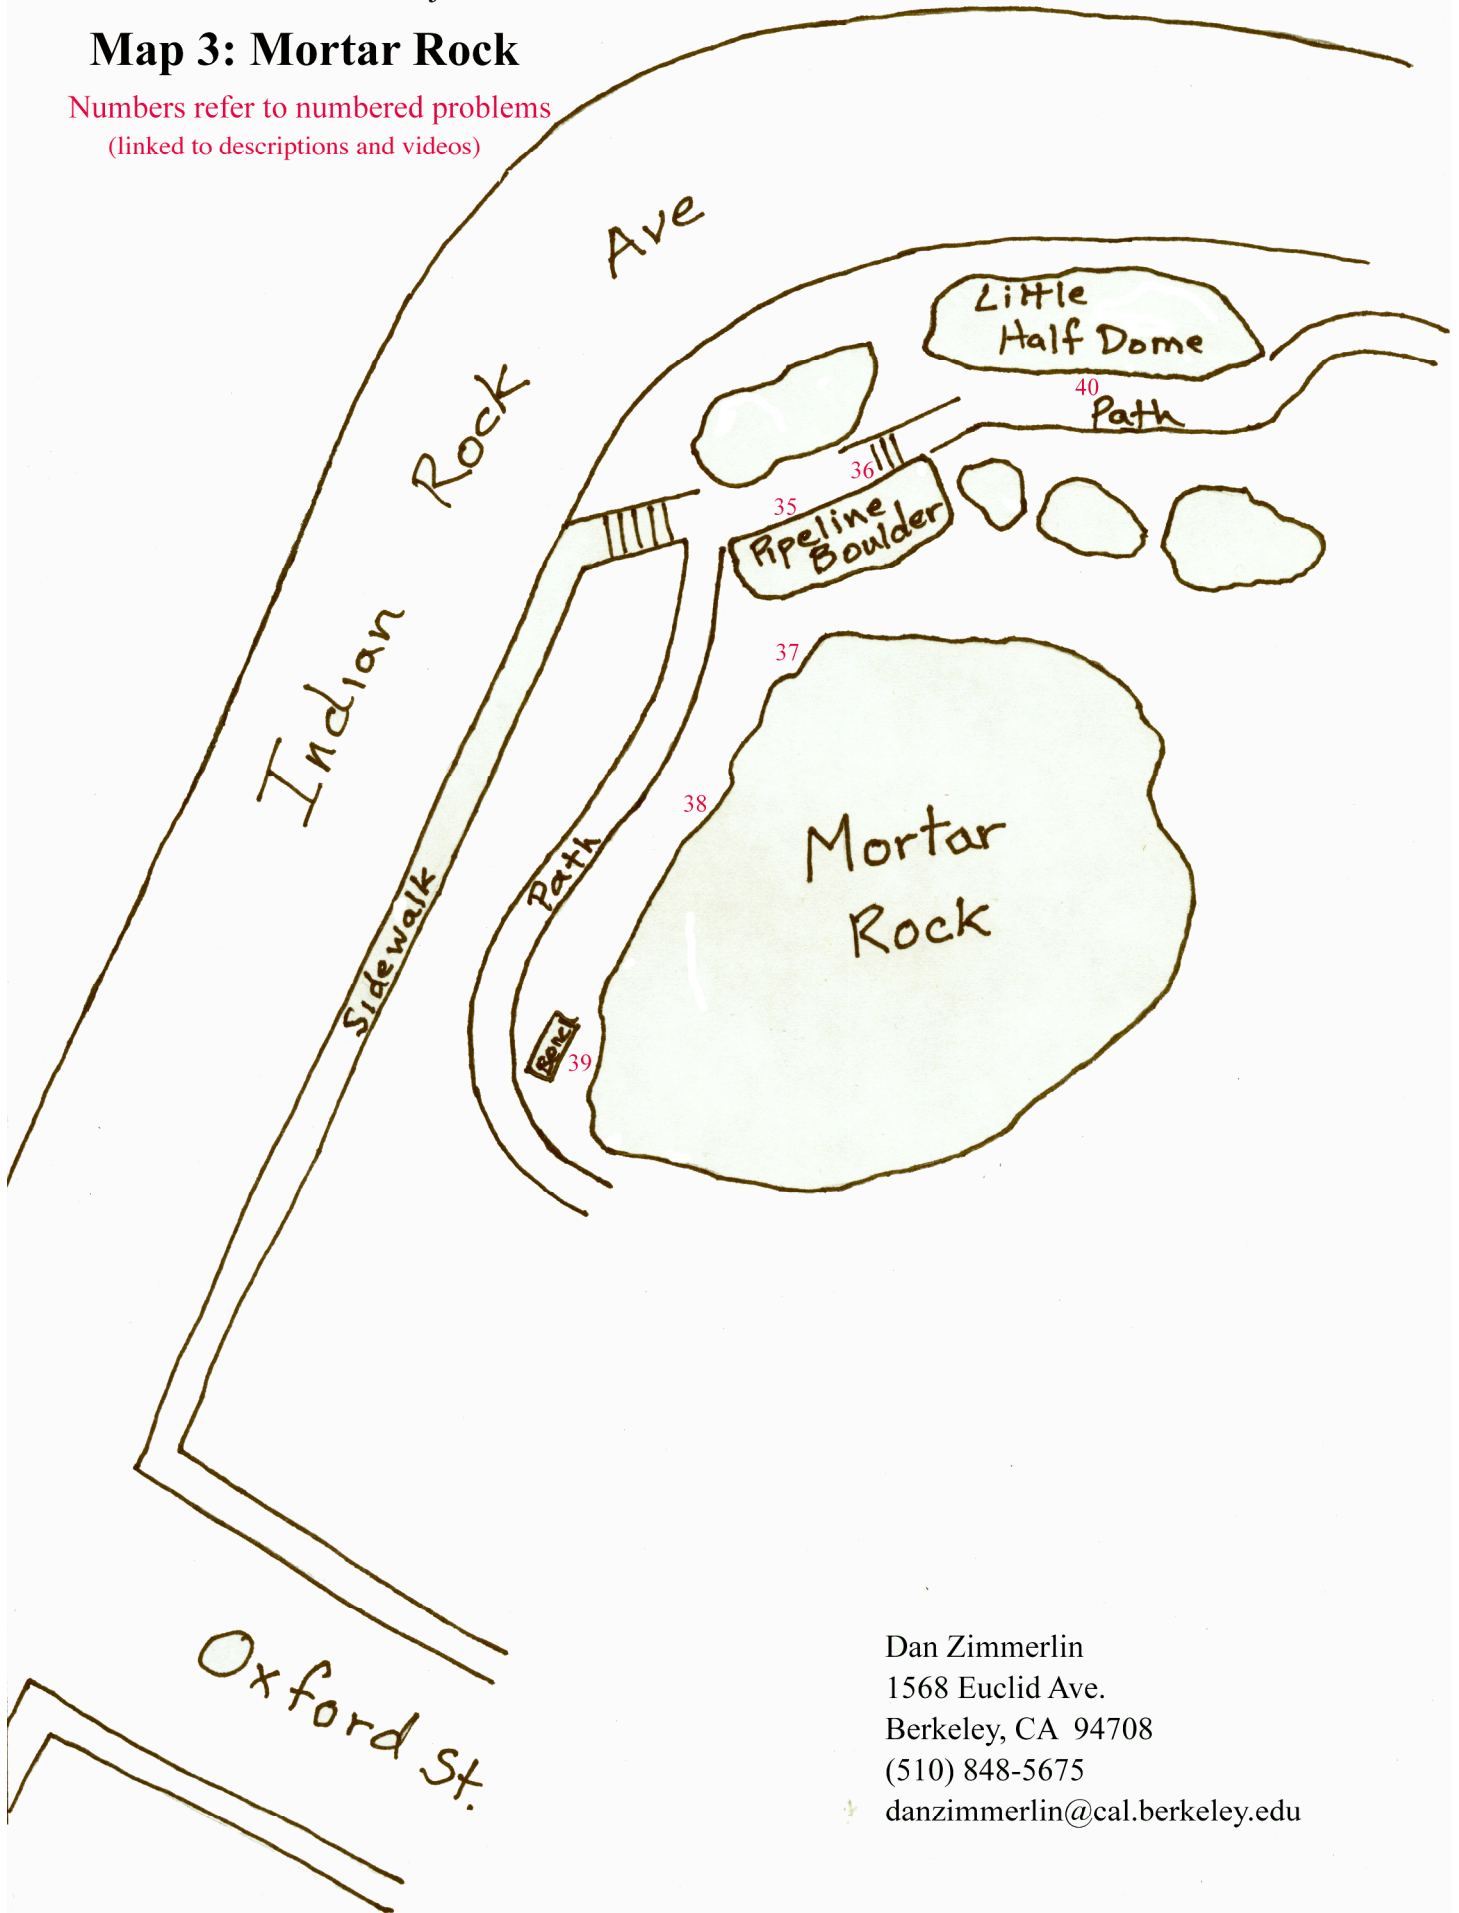 Map 3: Mortar Rock
Numbers refer to numbered problems
(linked to descriptions and videos)
Indian Rock Ave
Little
Half Dome
40
Path
36
35
Pipeline
Boulder
37
38
Mortar
Rock
Path
Sidewalk
39
Oxford St.
Dan Zimmerlin
1568 Euclid Ave.
Berkeley, CA 94708
(510) 848-5675
danzimmerlin@cal.berkeley.edu